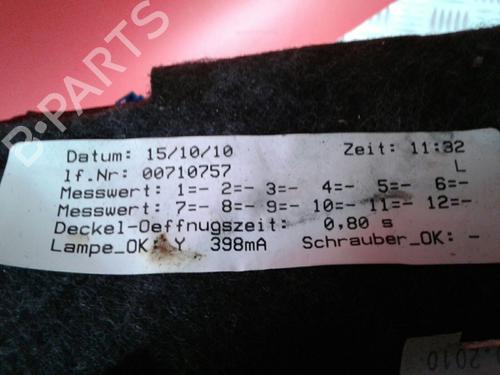 B-PARTS
Datum: 15/10/10 Zeit: 11:32
lf.Nr: 00710757 L
Messwert: 1=- 2=- 3=- 4=- 5=- 6=-
Messwert: 7=- 8=- 9=- 10=- 11=- 12=-
Deckel-Oeffnugszeit: 0,80 s
Lampe_OK: Y 398mA Schrauber_OK: -
.2010